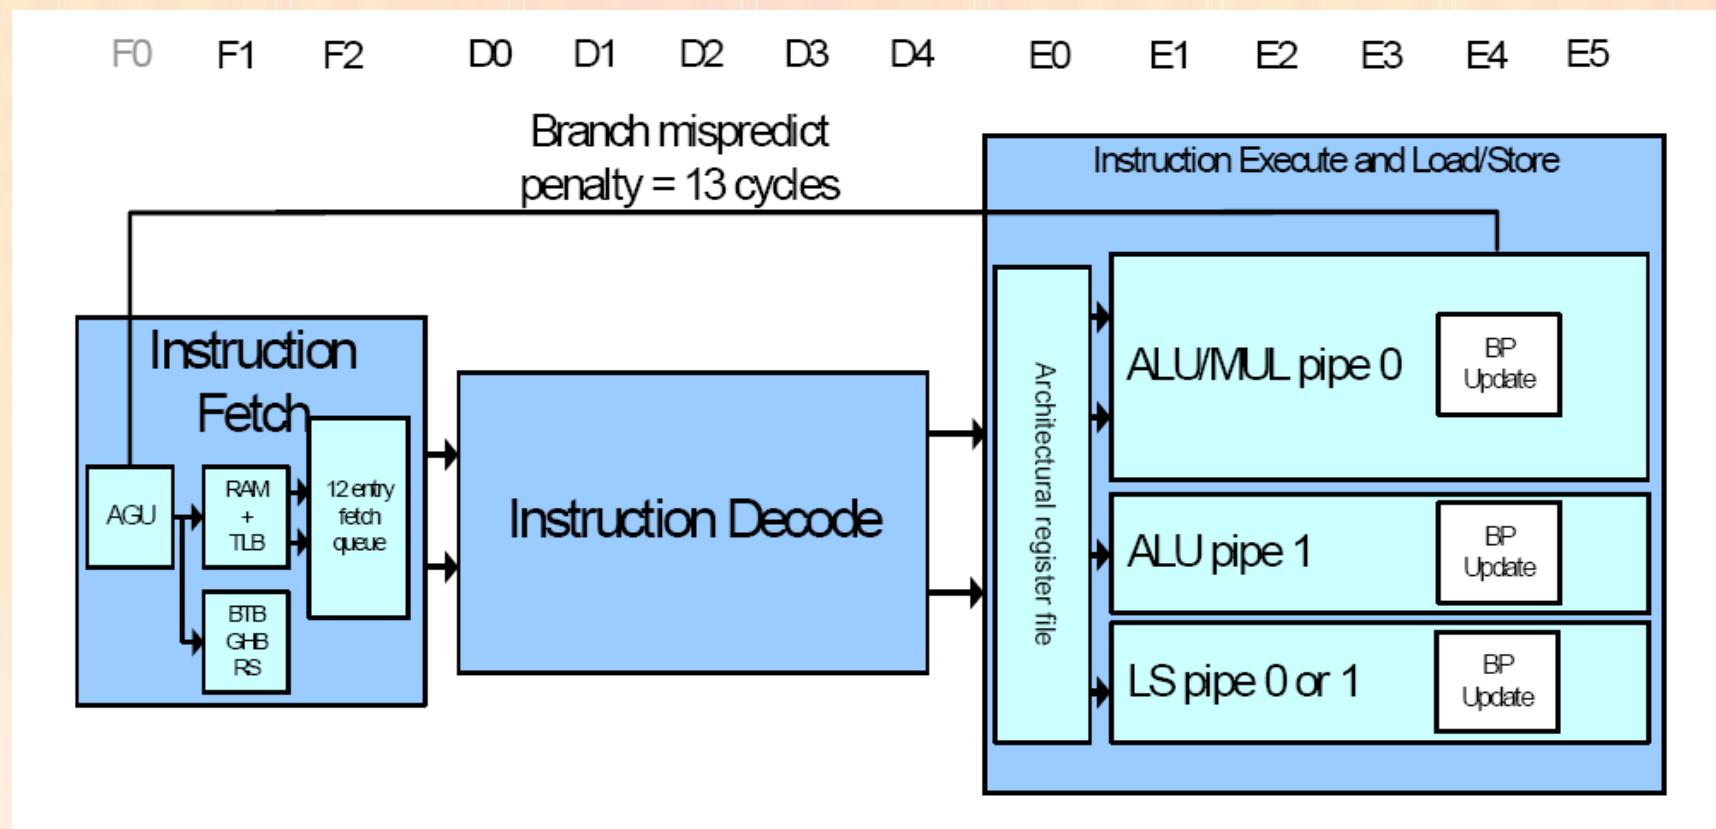 F0 F1 F2 D0 D1 D2 D3 D4 E0 E1 E2 E3 E4 E5
Branch mispredict
penalty = 13 cycles
Instruction Execute and Load/Store
Instruction
Fetch
AGU
RAM
+
TLB
BTB
GHB
RS
12 entry
fetch
queue
Instruction Decode
Architectural register file
ALU/MUL pipe 0
BP
Update
ALU pipe 1
BP
Update
LS pipe 0 or 1
BP
Update